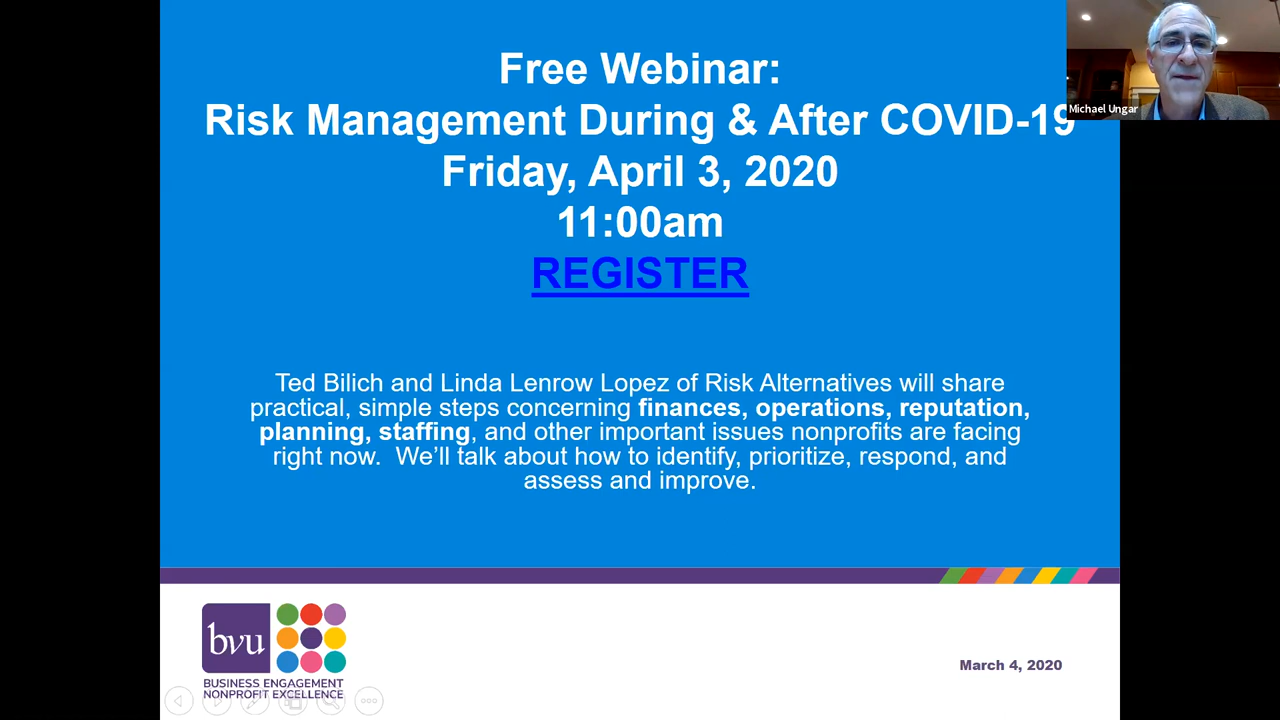 Free Webinar:
Risk Management During & After COVID-19
Friday, April 3, 2020
11:00am
REGISTER
Michael Ungar
Ted Bilich and Linda Lenrow Lopez of Risk Alternatives will share
practical, simple steps concerning finances, operations, reputation,
planning, staffing, and other important issues nonprofits are facing
right now.  We’ll talk about how to identify, prioritize, respond, and
assess and improve.
bvu
BUSINESS ENGAGEMENT
NONPROFIT EXCELLENCE
March 4, 2020